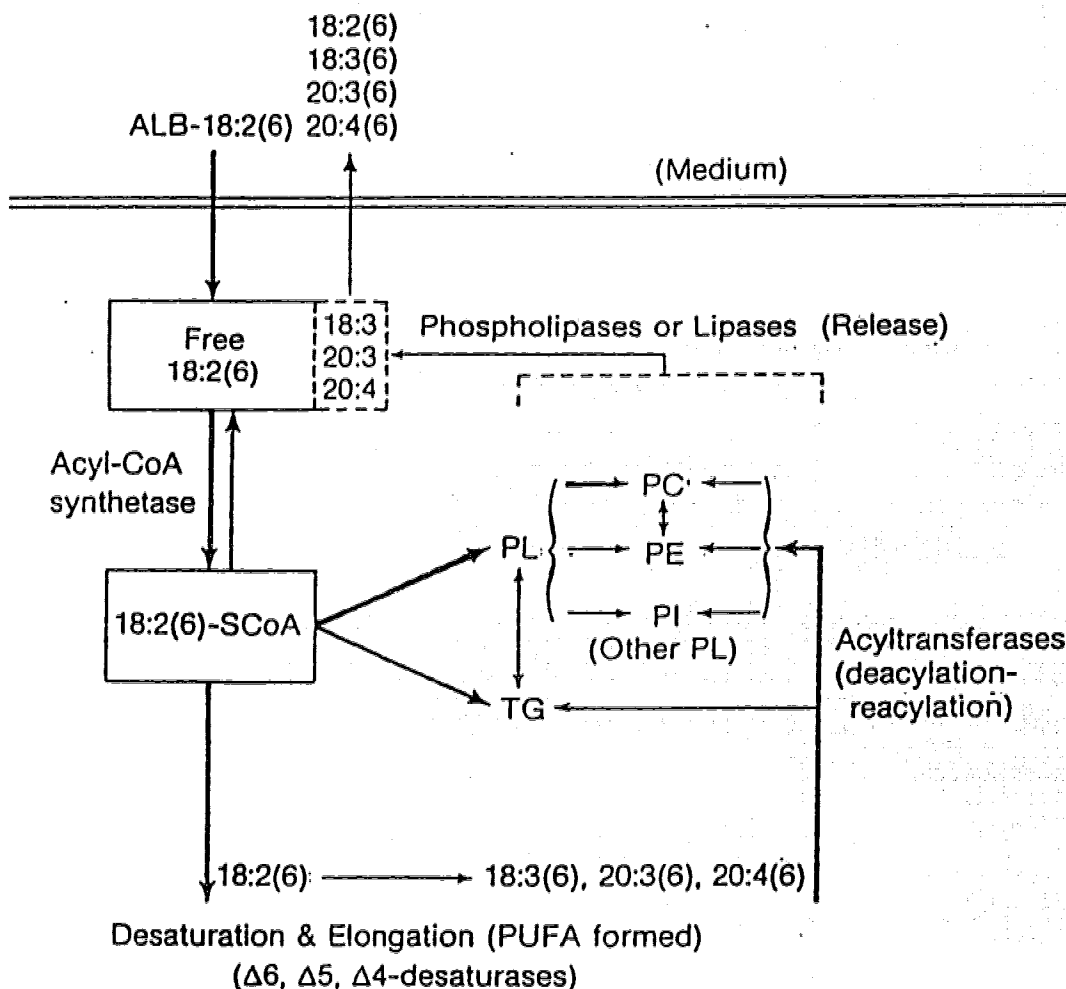 18:2(6)
18:3(6)
20:3(6)
ALB-18:2(6) 20:4(6)
(Medium)
Free
18:2(6)
18:3
20:3
20:4
Phospholipases or Lipases (Release)
Acyl-CoA
synthetase
18:2(6)-SCoA
PL
PC
PE
PI
(Other PL)
TG
Acyltransferases
(deacylation-
reacylation)
18:2(6) 18:3(6), 20:3(6), 20:4(6)
Desaturation & Elongation (PUFA formed)
(Δ6, Δ5, Δ4-desaturases)